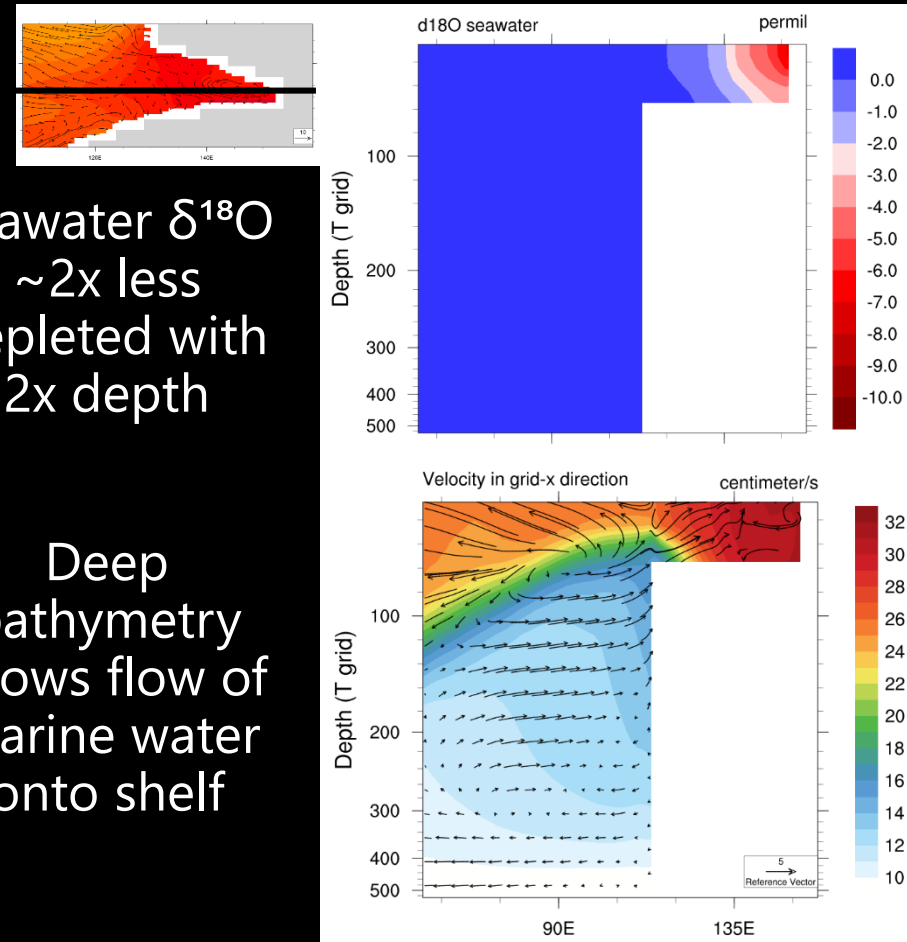 10
120E 140E
awater δ¹⁸O
~2x less
epleted with
2x depth
Deep
athymetry
ows flow of
arine water
onto shelf
d18O seawater permil
Depth (T grid)
100
200
300
400
500
0.0
-1.0
-2.0
-3.0
-4.0
-5.0
-6.0
-7.0
-8.0
-9.0
-10.0
Velocity in grid-x direction centimeter/s
Depth (T grid)
100
200
300
400
500
5
Reference Vector
90E 135E
32
30
28
26
24
22
20
18
16
14
12
10